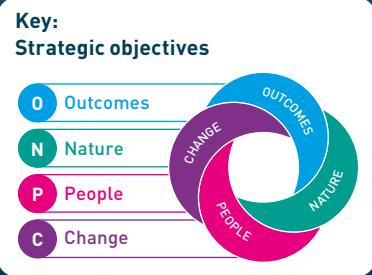 Key:
Strategic objectives
O Outcomes
N Nature
P People
C Change
OUTCOMES
CHANGE
NATURE
PEOPLE